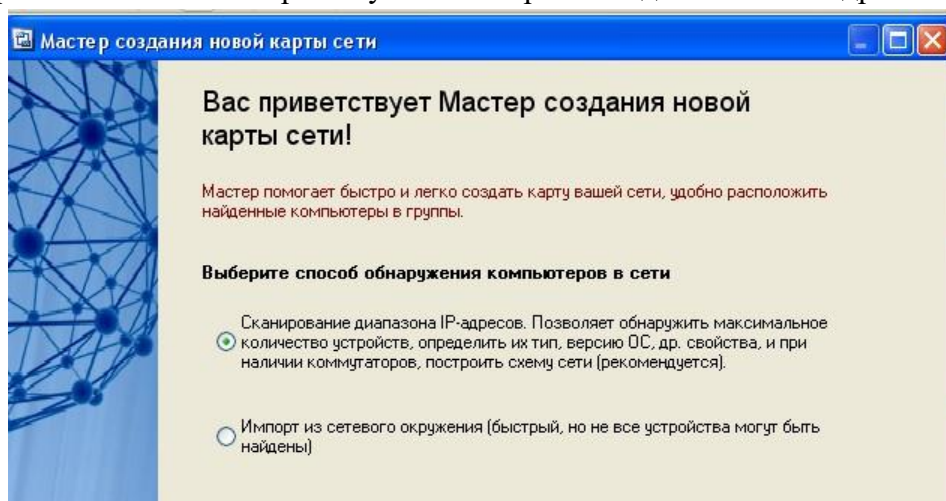 Мастер создания новой карты сети
Вас приветствует Мастер создания новой
карты сети!
Мастер помогает быстро и легко создать карту вашей сети, удобно расположить
найденные компьютеры в группы.
Выберите способ обнаружения компьютеров в сети
Сканирование диапазона IP-адресов. Позволяет обнаружить максимальное
количество устройств, определить их тип, версию ОС, др. свойства, и при
наличии коммутаторов, построить схему сети (рекомендуется).
Импорт из сетевого окружения (быстрый, но не все устройства могут быть
найдены)